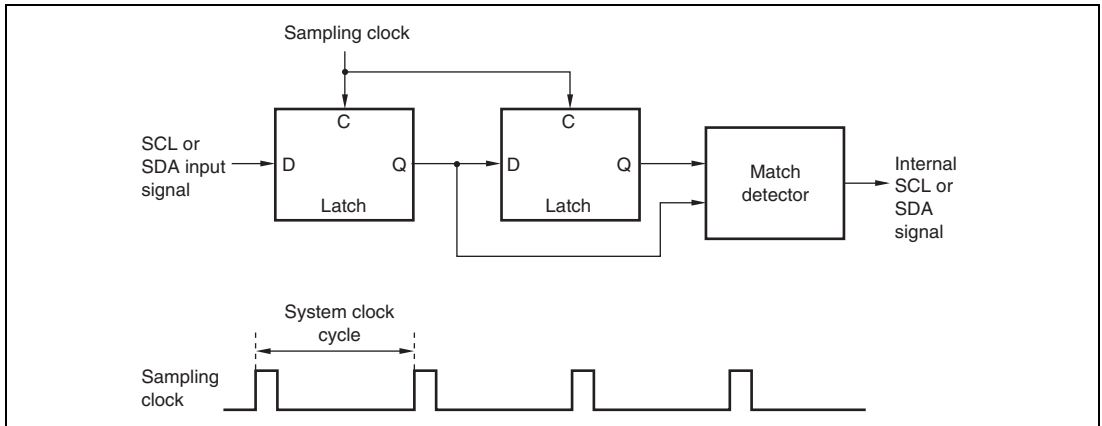 Sampling clock
C
C
SCL or
SDA input
signal
D
Q
D
Q
Latch
Latch
Match
detector
Internal
SCL or
SDA
signal
System clock
cycle
Sampling
clock